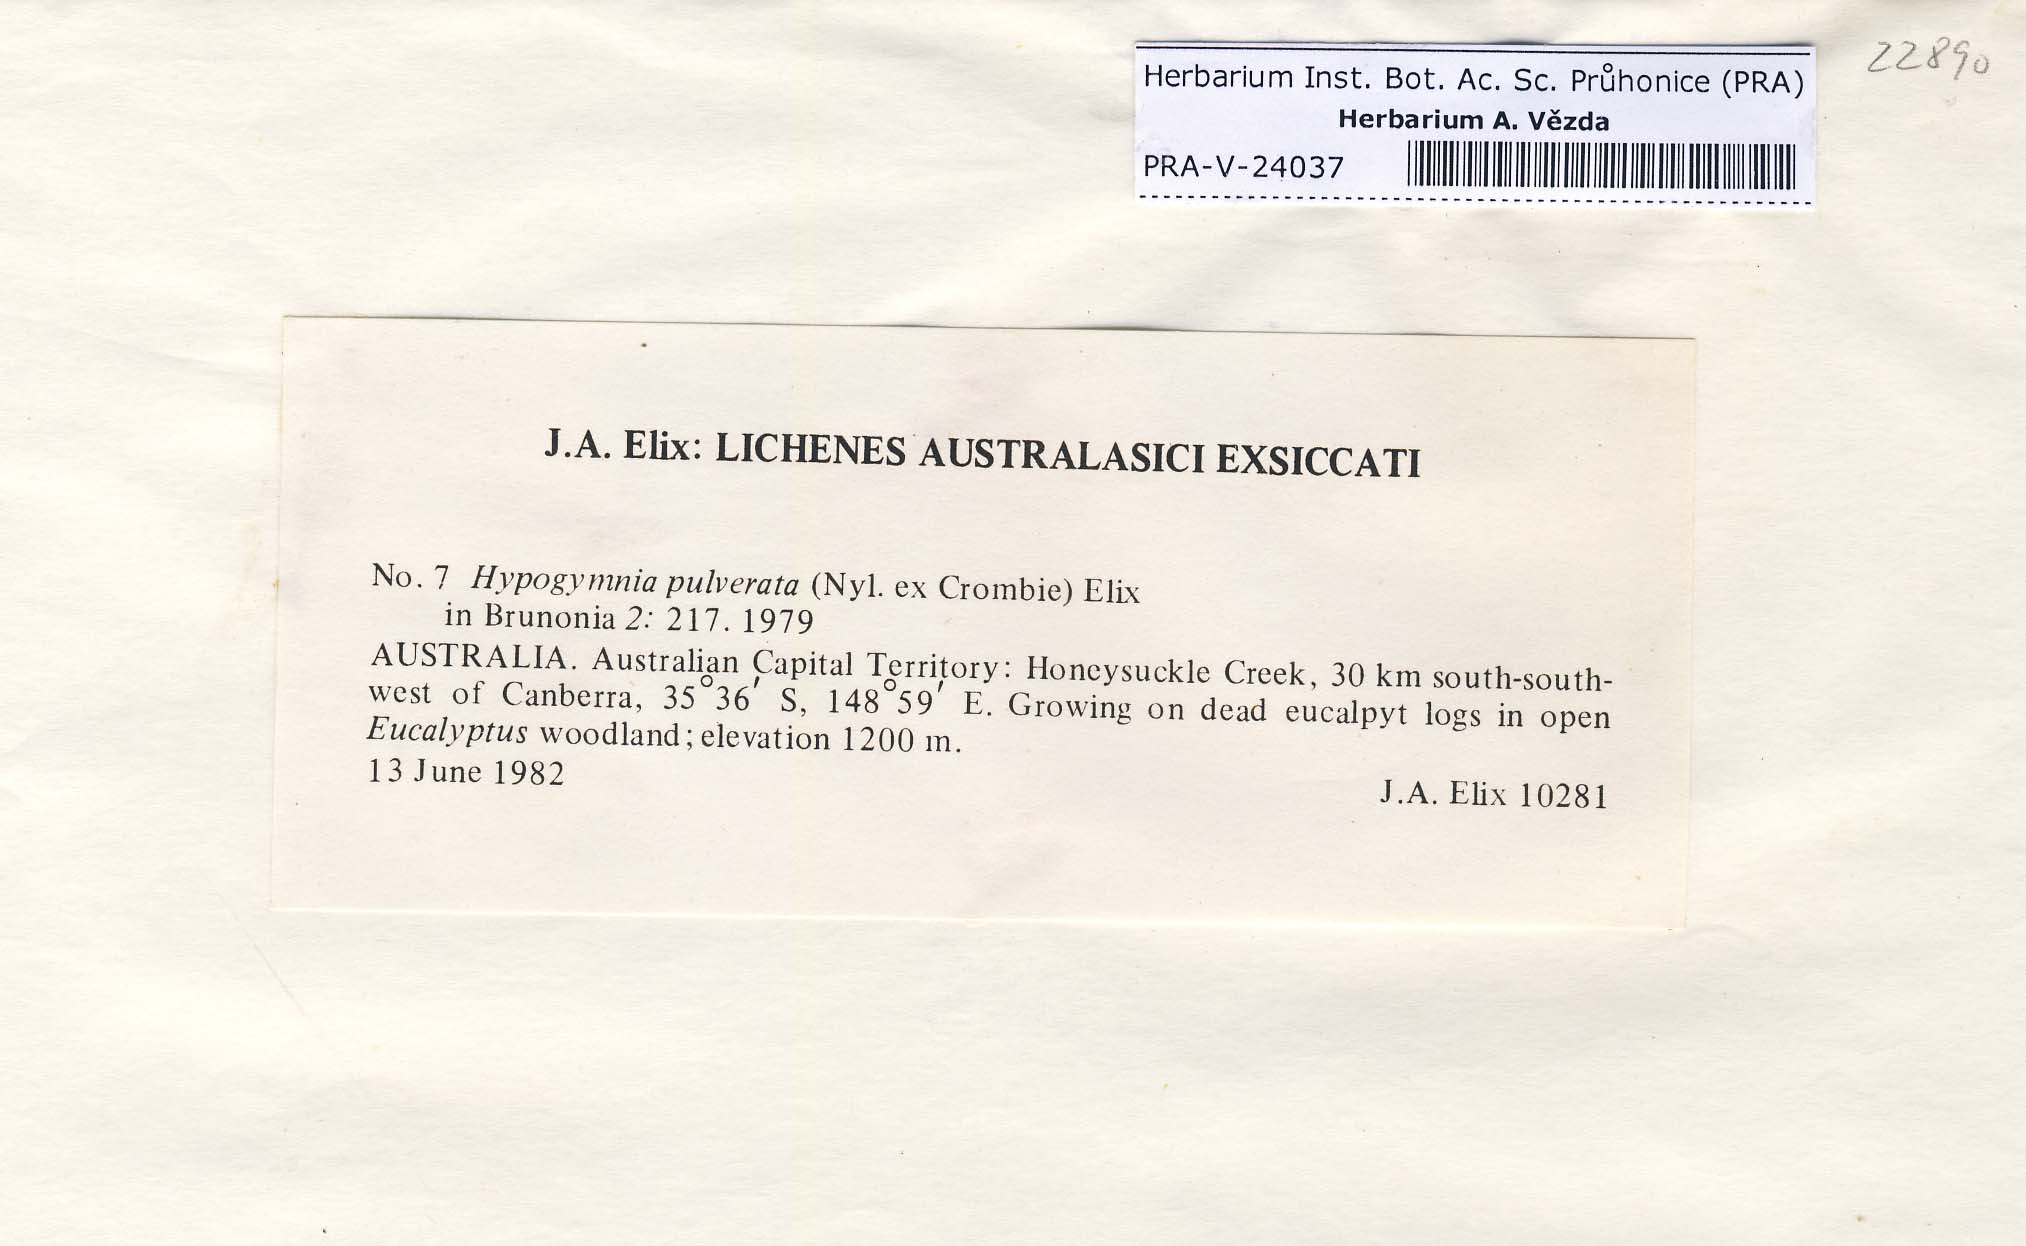 22890
Herbarium Inst. Bot. Ac. Sc. Průhonice (PRA)
Herbarium A. Vězda
PRA-V-24037
J.A. Elix: LICHENES AUSTRALASICI EXSICCATI
No. 7 Hypogymnia pulverata (Nyl. ex Crombie) Elix
in Brunonia 2: 217. 1979
AUSTRALIA. Australian Capital Territory: Honeysuckle Creek, 30 km south-south-
west of Canberra, 35°36′ S, 148°59′ E. Growing on dead eucalpyt logs in open
Eucalyptus woodland; elevation 1200 m.
13 June 1982
J.A. Elix 10281